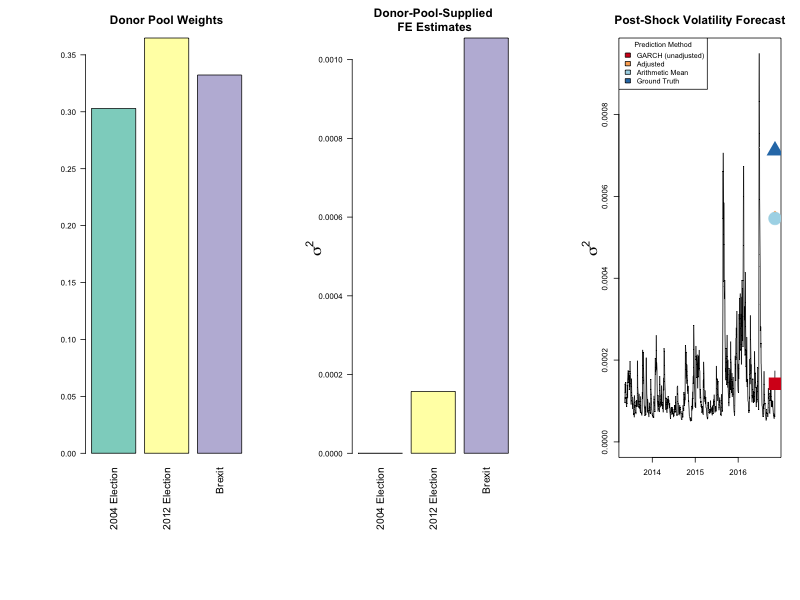 Donor Pool Weights
0.35
0.30
0.25
0.20
0.15
0.10
0.05
0.00
2004 Election
2012 Election
Brexit
Donor-Pool-Supplied
FE Estimates
σ2
0.0010
0.0008
0.0006
0.0004
0.0002
0.0000
2004 Election
2012 Election
Brexit
Post-Shock Volatility Forecast
σ2
0.0008
0.0006
0.0004
0.0002
0.0000
Prediction Method
GARCH (unadjusted)
Adjusted
Arithmetic Mean
Ground Truth
2014
2015
2016